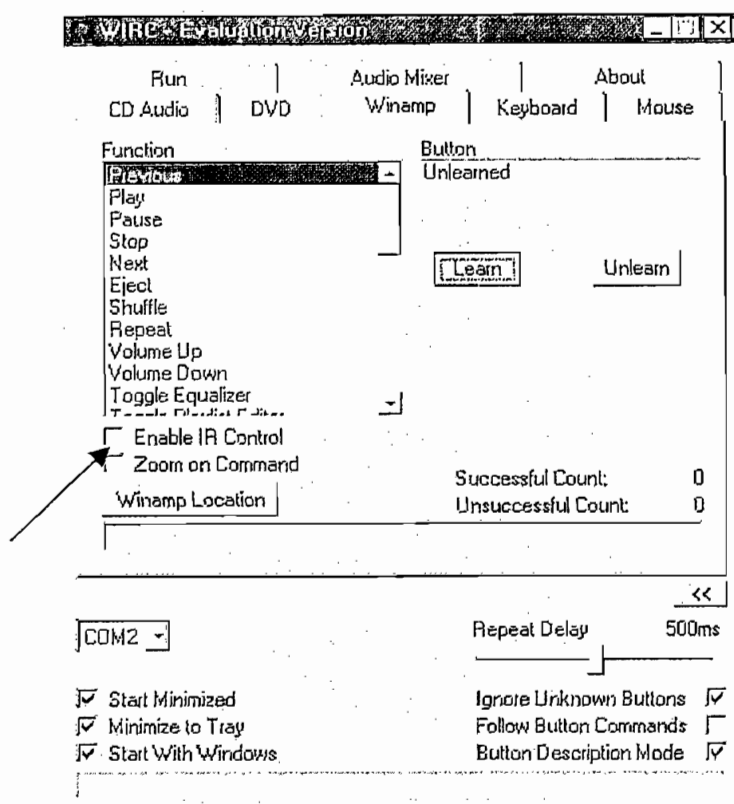 WIRC - Evaluation Version
Run Audio Mixer About
CD Audio DVD Winamp Keyboard Mouse
Function Button
Previous Unlearned
Play
Pause
Stop
Next Learn Unlearn
Eject
Shuffle
Repeat
Volume Up
Volume Down
Toggle Equalizer
Toggle Playlist Editor
Enable IR Control
Zoom on Command
Successful Count: 0
Winamp Location Unsuccessful Count: 0
<<
COM2 Repeat Delay 500ms
Start Minimized Ignore Unknown Buttons
Minimize to Tray Follow Button Commands
Start With Windows Button Description Mode